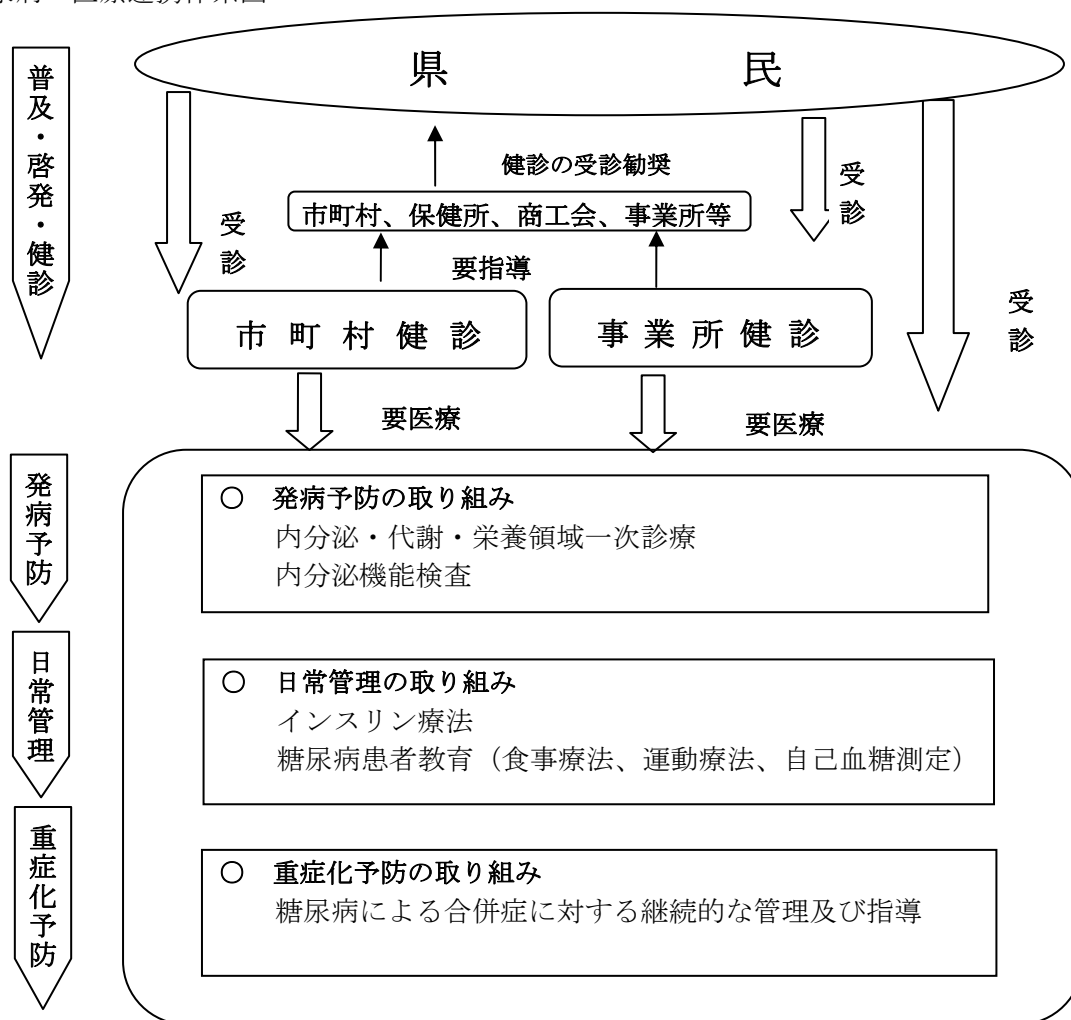 県民
普及・啓発・健診
健診の受診勧奨
受診
市町村、保健所、商工会、事業所等
受診
要指導
受診
市町村健診
事業所健診
要医療
要医療
発病予防
○ 発病予防の取り組み
内分泌・代謝・栄養領域一次診療
内分泌機能検査
日常管理
○ 日常管理の取り組み
インスリン療法
糖尿病患者教育(食事療法、運動療法、自己血糖測定)
重症化予防
○ 重症化予防の取り組み
糖尿病による合併症に対する継続的な管理及び指導